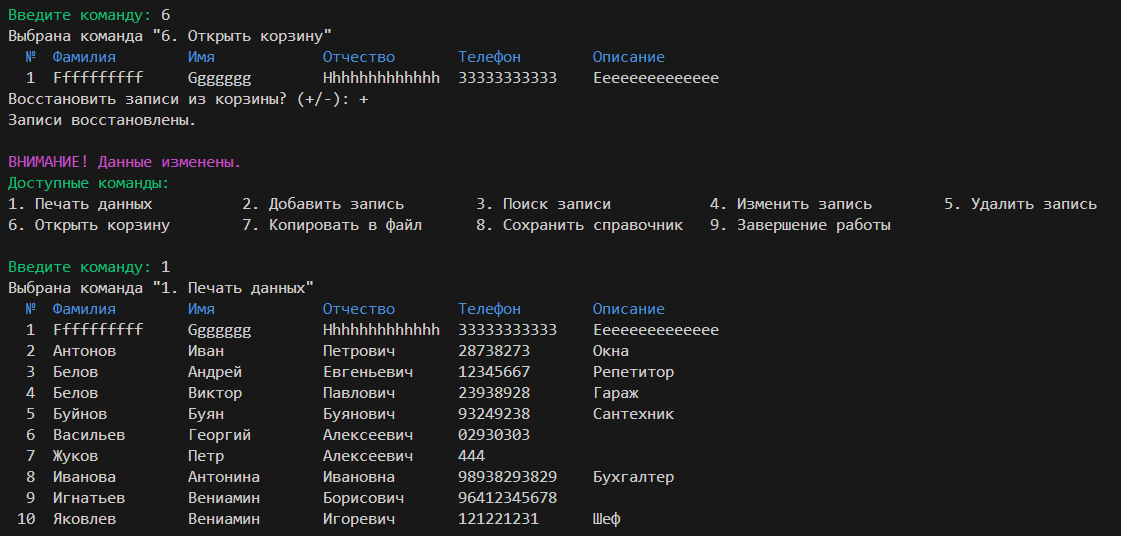 Введите команду: 6
Выбрана команда "6. Открыть корзину"
№ Фамилия Имя Отчество Телефон Описание
1 Ffffffffff Ggggggg Hhhhhhhhhhhhh 33333333333 Eeeeeeeeeeeeee
Восстановить записи из корзины? (+/-): +
Записи восстановлены.
ВНИМАНИЕ! Данные изменены.
Доступные команды:
1. Печать данных 2. Добавить запись 3. Поиск записи 4. Изменить запись 5. Удалить запись
6. Открыть корзину 7. Копировать в файл 8. Сохранить справочник 9. Завершение работы
Введите команду: 1
Выбрана команда "1. Печать данных"
№ Фамилия Имя Отчество Телефон Описание
1 Ffffffffff Ggggggg Hhhhhhhhhhhhh 33333333333 Eeeeeeeeeeeeee
2 Антонов Иван Петрович 28738273 Окна
3 Белов Андрей Евгеньевич 12345667 Репетитор
4 Белов Виктор Павлович 23938928 Гараж
5 Буйнов Буян Буянович 93249238 Сантехник
6 Васильев Георгий Алексеевич 02930303
7 Жуков Петр Алексеевич 444
8 Иванова Антонина Ивановна 98938293829 Бухгалтер
9 Игнатьев Вениамин Борисович 96412345678
10 Яковлев Вениамин Игоревич 121221231 Шеф